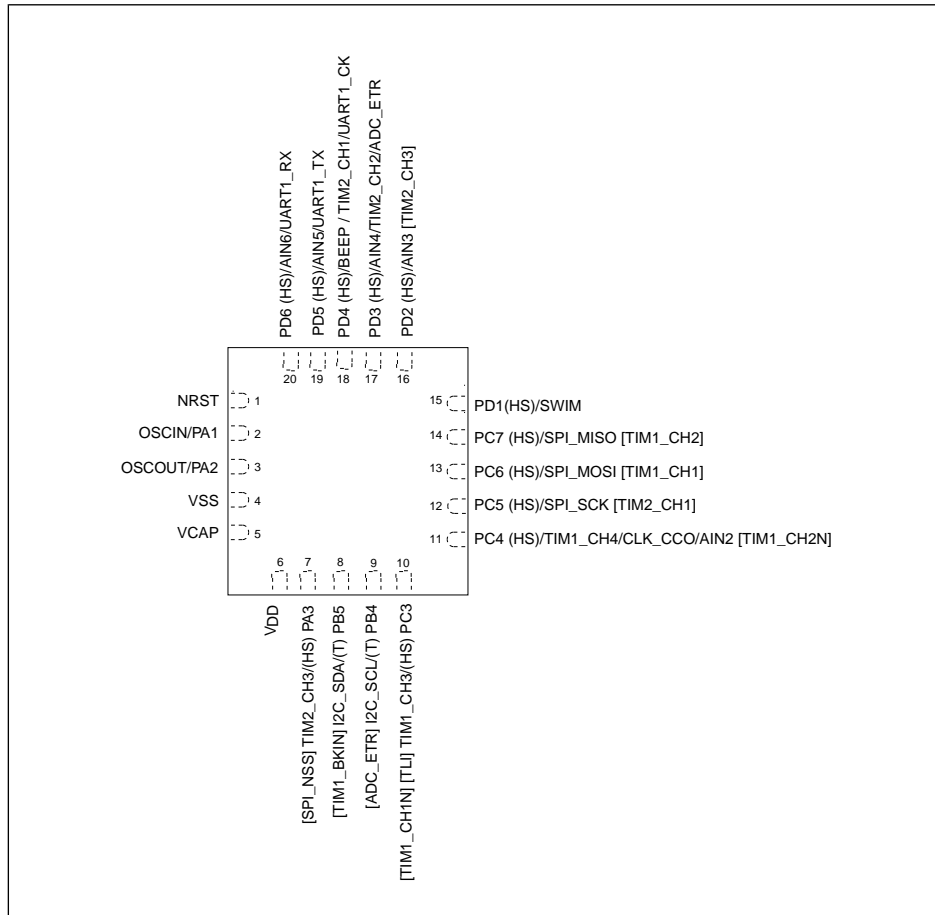 PD6 (HS)/AIN6/UART1_RX
PD5 (HS)/AIN5/UART1_TX
PD4 (HS)/BEEP / TIM2_CH1/UART1_CK
PD3 (HS)/AIN4/TIM2_CH2/ADC_ETR
PD2 (HS)/AIN3 [TIM2_CH3]
20 19 18 17 16
NRST 1
OSCIN/PA1 2
OSCOUT/PA2 3
VSS 4
VCAP 5
15 PD1(HS)/SWIM
14 PC7 (HS)/SPI_MISO [TIM1_CH2]
13 PC6 (HS)/SPI_MOSI [TIM1_CH1]
12 PC5 (HS)/SPI_SCK [TIM2_CH1]
11 PC4 (HS)/TIM1_CH4/CLK_CCO/AIN2 [TIM1_CH2N]
6 7 8 9 10
VDD
[SPI_NSS] TIM2_CH3/(HS) PA3
[TIM1_BKIN] I2C_SDA/(T) PB5
[ADC_ETR] I2C_SCL/(T) PB4
[TIM1_CH1N] [TLI] TIM1_CH3/(HS) PC3